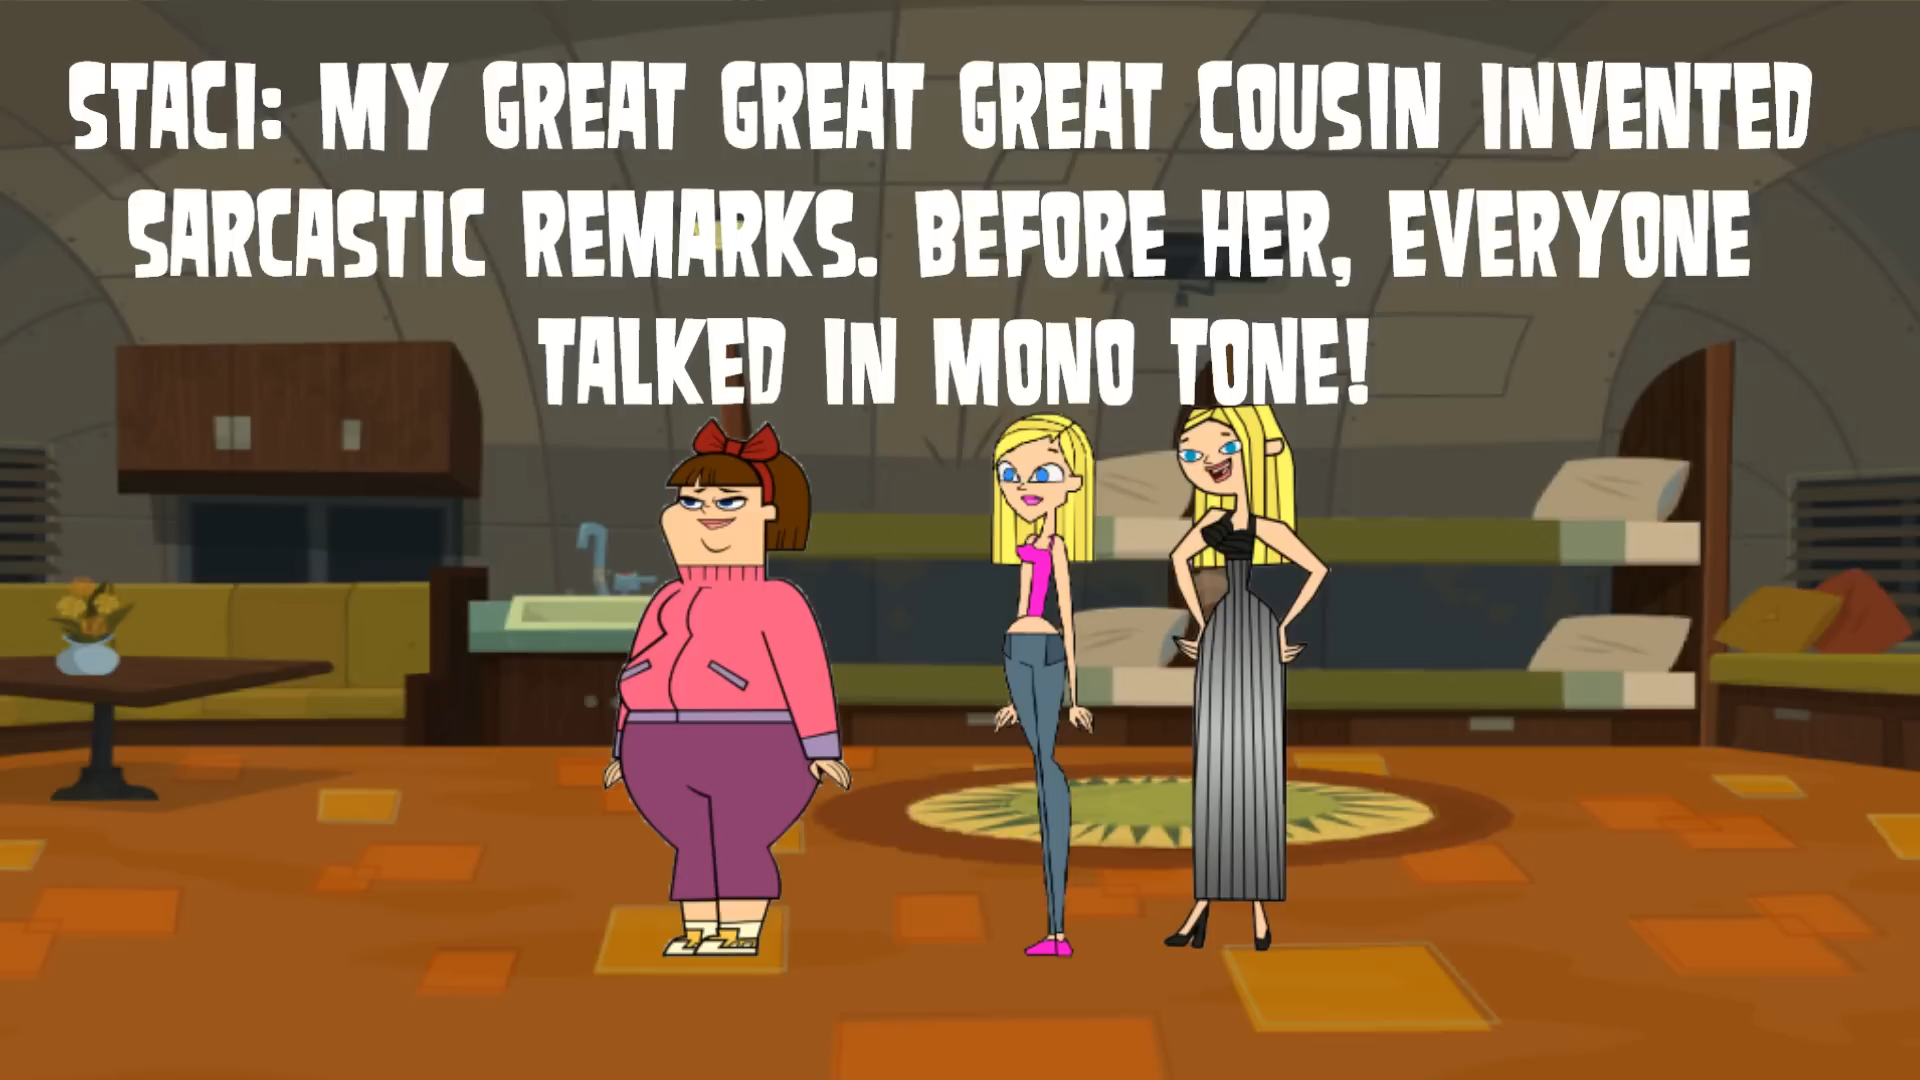 STACI: MY GREAT GREAT GREAT COUSIN INVENTED
SARCASTIC REMARKS. BEFORE HER, EVERYONE
TALKED IN MONO TONE!